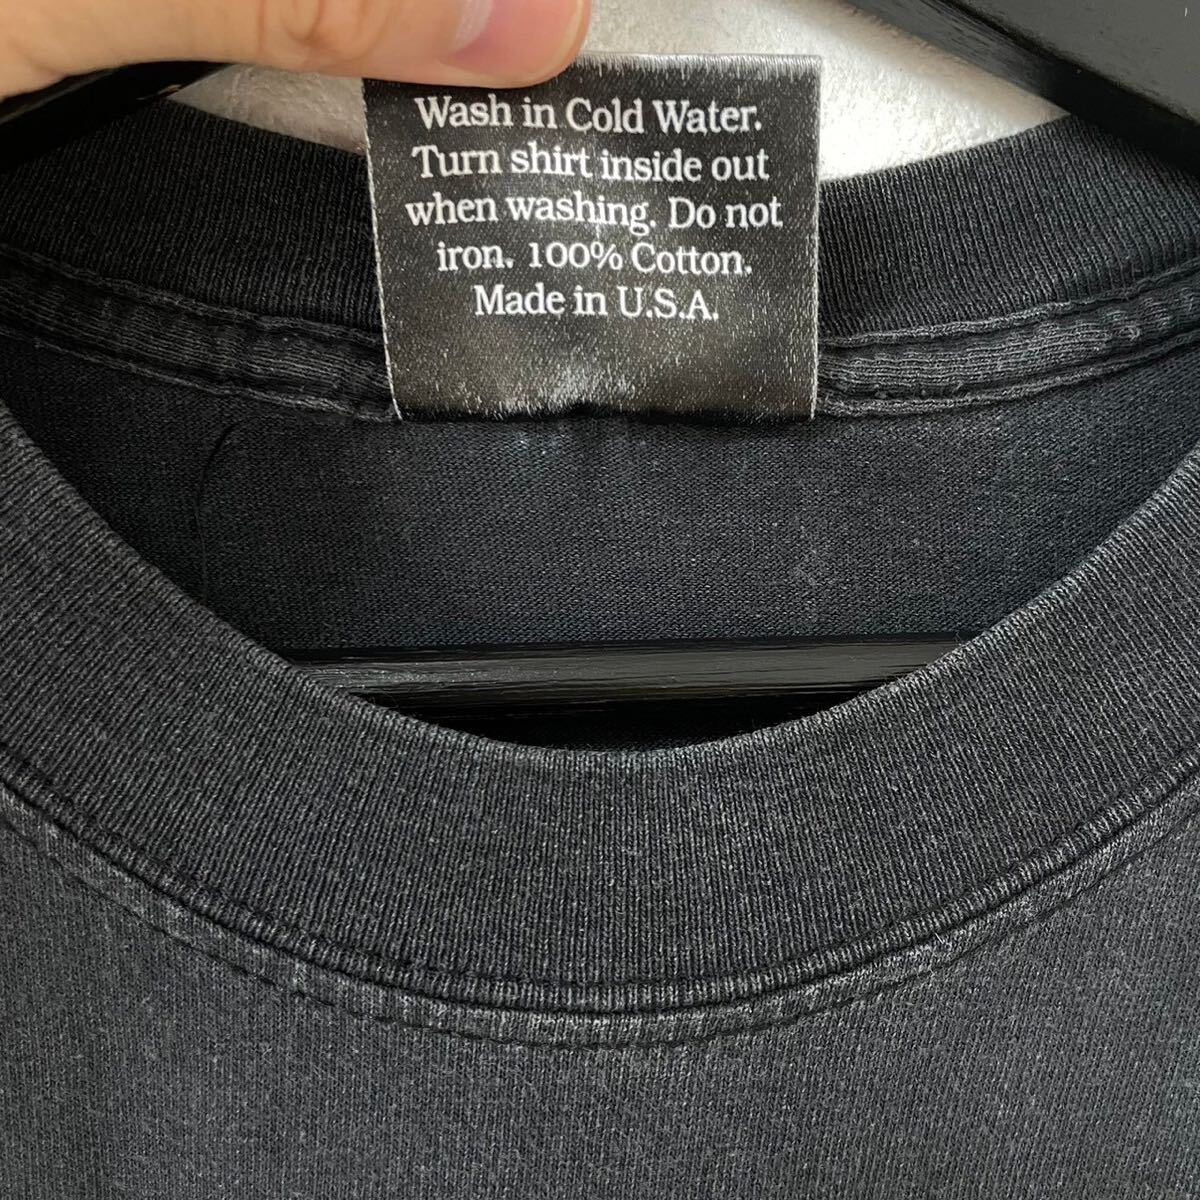 Wash in Cold Water.
Turn shirt inside out
when washing. Do not
iron. 100% Cotton.
Made in U.S.A.